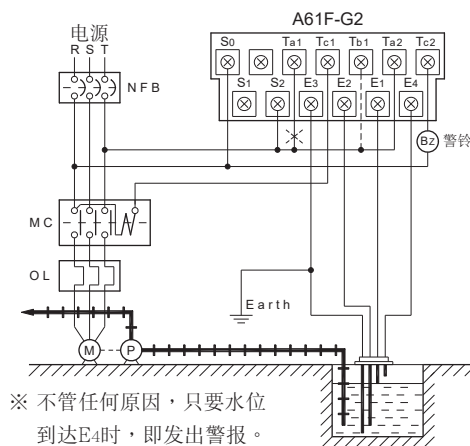 A61F-G2
电源
R S T
NFB
S0 Ta1 Tc1 Tb1 Ta2 Tc2
S1 S2 E3 E2 E1 E4
※
Bz 警铃
MC
OL
Earth
M P
※ 不管任何原因，只要水位
到达E4时，即发出警报。